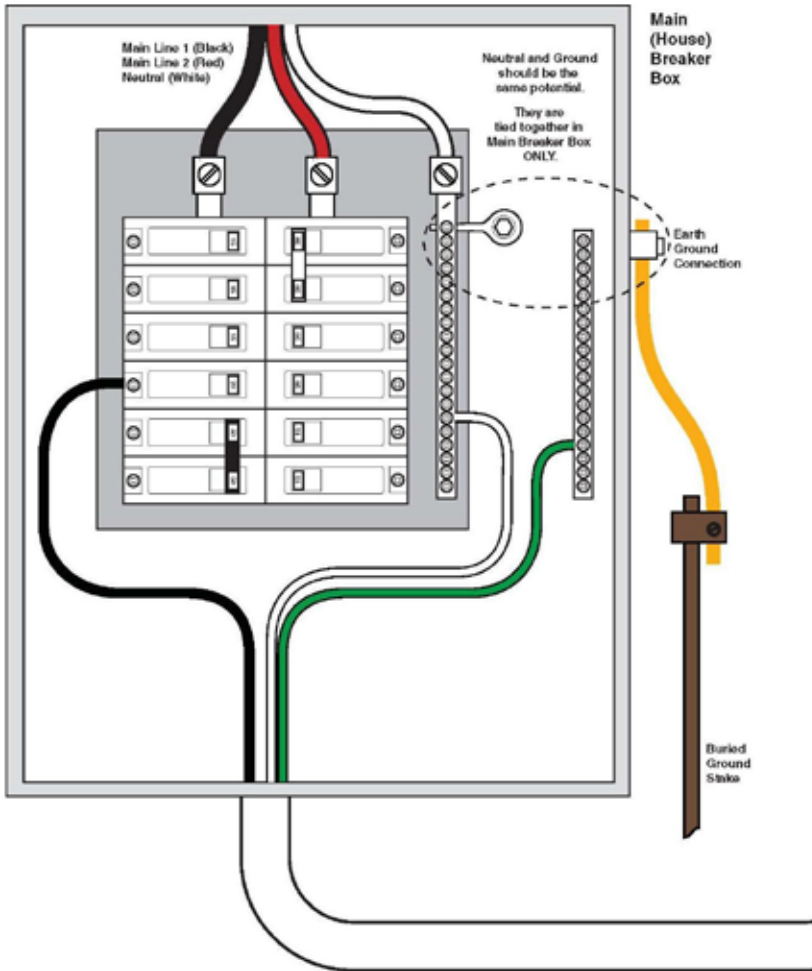 Main Line 1 (Black)
Main Line 2 (Red)
Neutral (White)
Neutral and Ground
should be the
same potential.
They are
tied together in
Main Breaker Box
ONLY.
Main
(House)
Breaker
Box
Earth
Ground
Connection
Buried
Ground
Stake